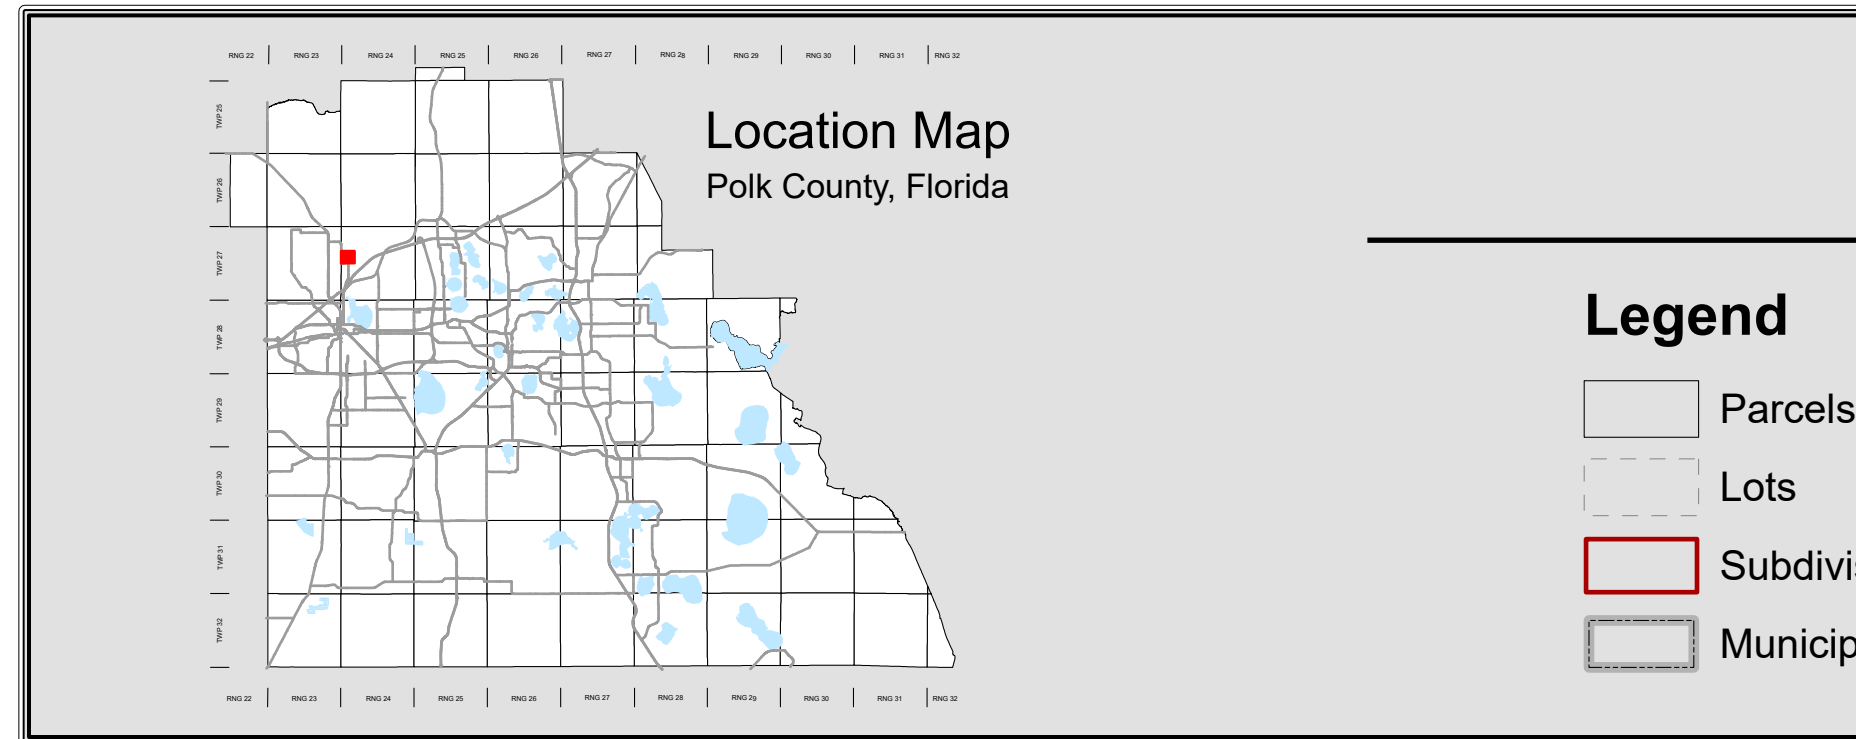 RNG 22 RNG 23 RNG 24 RNG 25 RNG 26 RNG 27 RNG 28 RNG 29 RNG 30 RNG 31 RNG 32
TWP 25
Location Map
TWP 26
Polk County, Florida
TWP 27
Legend
TWP 28
Parcels
TWP 29
Lots
TWP 30
Subdivis
TWP 31
Municip
TWP 32
RNG 22 RNG 23 RNG 24 RNG 25 RNG 26 RNG 27 RNG 28 RNG 29 RNG 30 RNG 31 RNG 32